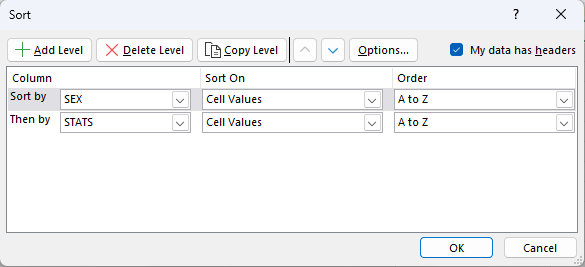 Sort
? ×
Add Level Delete Level Copy Level Options... My data has headers
Column Sort On Order
Sort by SEX Cell Values A to Z
Then by STATS Cell Values A to Z
OK Cancel